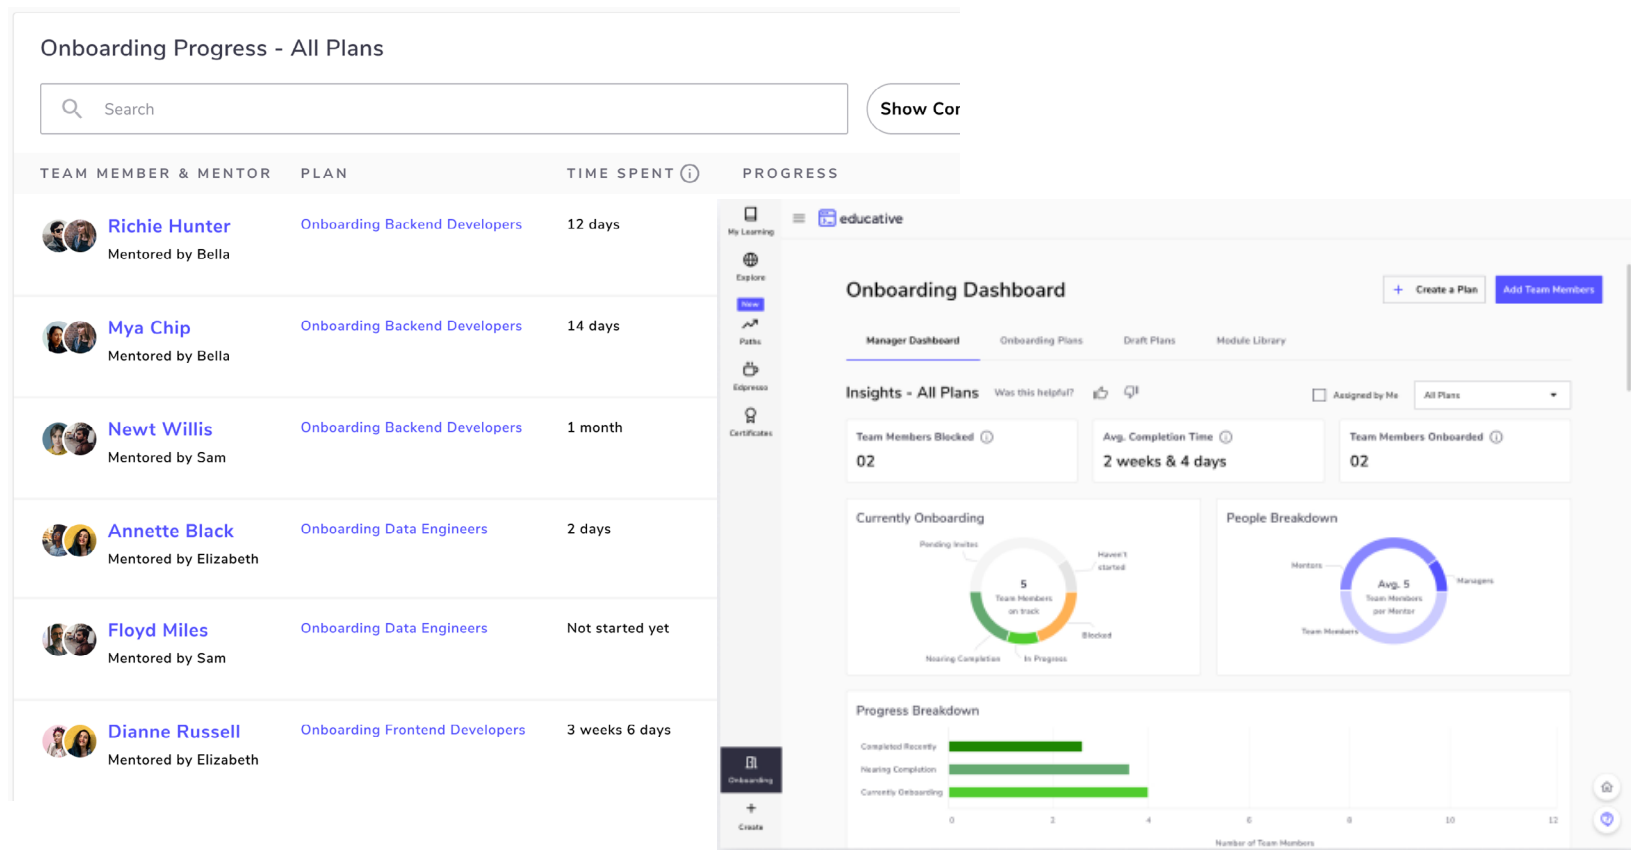 Onboarding Progress - All Plans
Search
Show Cor
TEAM MEMBER & MENTOR PLAN TIME SPENT PROGRESS
Richie Hunter Onboarding Backend Developers 12 days
Mentored by Bella
Mya Chip Onboarding Backend Developers 14 days
Mentored by Bella
Newt Willis Onboarding Backend Developers 1 month
Mentored by Sam
Annette Black Onboarding Data Engineers 2 days
Mentored by Elizabeth
Floyd Miles Onboarding Data Engineers Not started yet
Mentored by Sam
Dianne Russell Onboarding Frontend Developers 3 weeks 6 days
Mentored by Elizabeth
My Learning
Explore
New
Paths
Edpresso
Certificates
Onboarding
Create
educative
Onboarding Dashboard
+ Create a Plan
Add Team Members
Manager Dashboard Onboarding Plans Draft Plans Module Library
Insights - All Plans Was this helpful? Assigned by Me All Plans
Team Members Blocked Avg. Completion Time Team Members Onboarded
02 2 weeks & 4 days 02
Currently Onboarding
Pending Invites
Haven't
started
5
Team Members
on track
Blocked
Nearing Completion In Progress
People Breakdown
Mentors
Managers
Avg. 5
Team Members
per Mentor
Team Members
Progress Breakdown
Completed Recently
Nearing Completion
Currently Onboarding
0 2 4 6 8 10 12
Number of Team Members